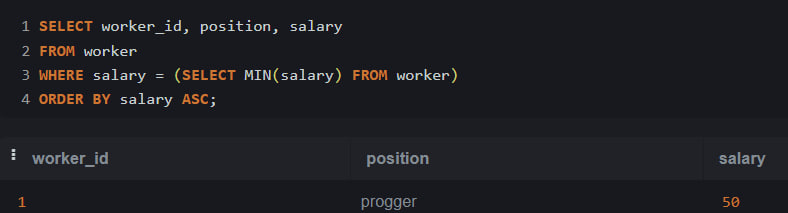 1 SELECT worker_id, position, salary
2 FROM worker
3 WHERE salary = (SELECT MIN(salary) FROM worker)
4 ORDER BY salary ASC;
worker_id position salary
1 progger 50